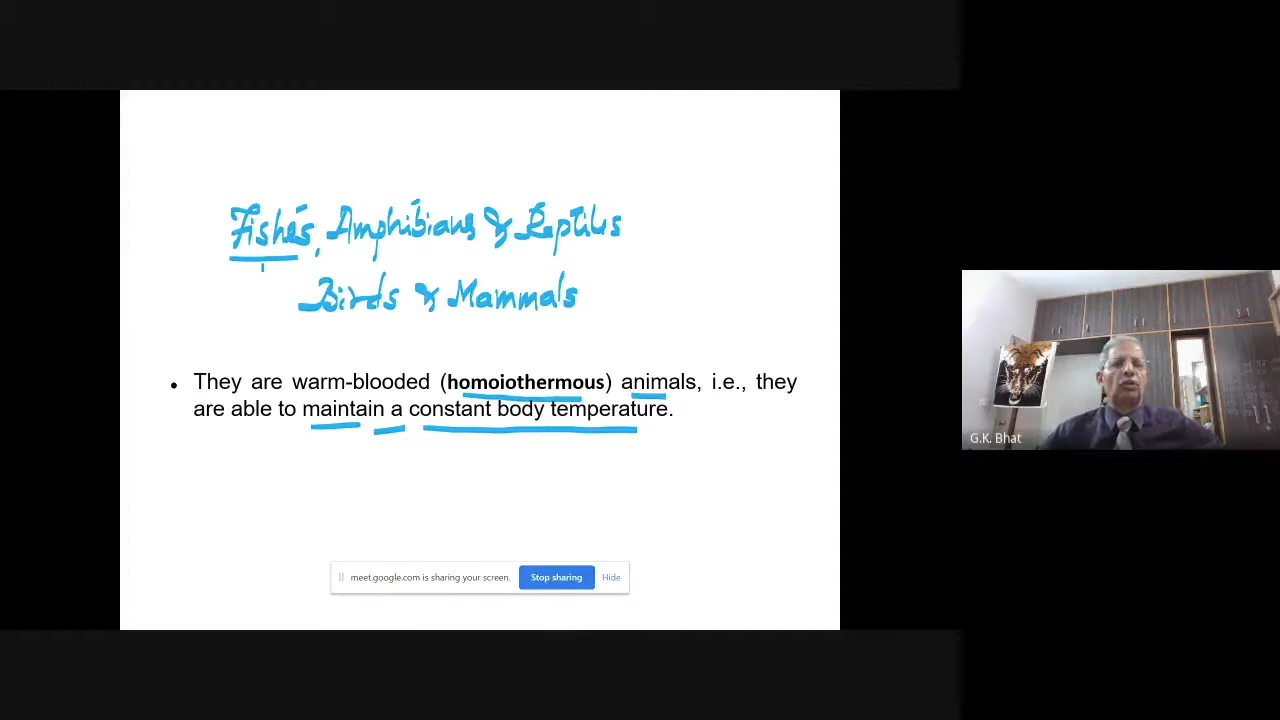 Fishes, Amphibians & Reptiles
Birds & Mammals
• They are warm-blooded (homoiothermous) animals, i.e., they
are able to maintain a constant body temperature.
G.K. Bhat
meet.google.com is sharing your screen. Stop sharing Hide